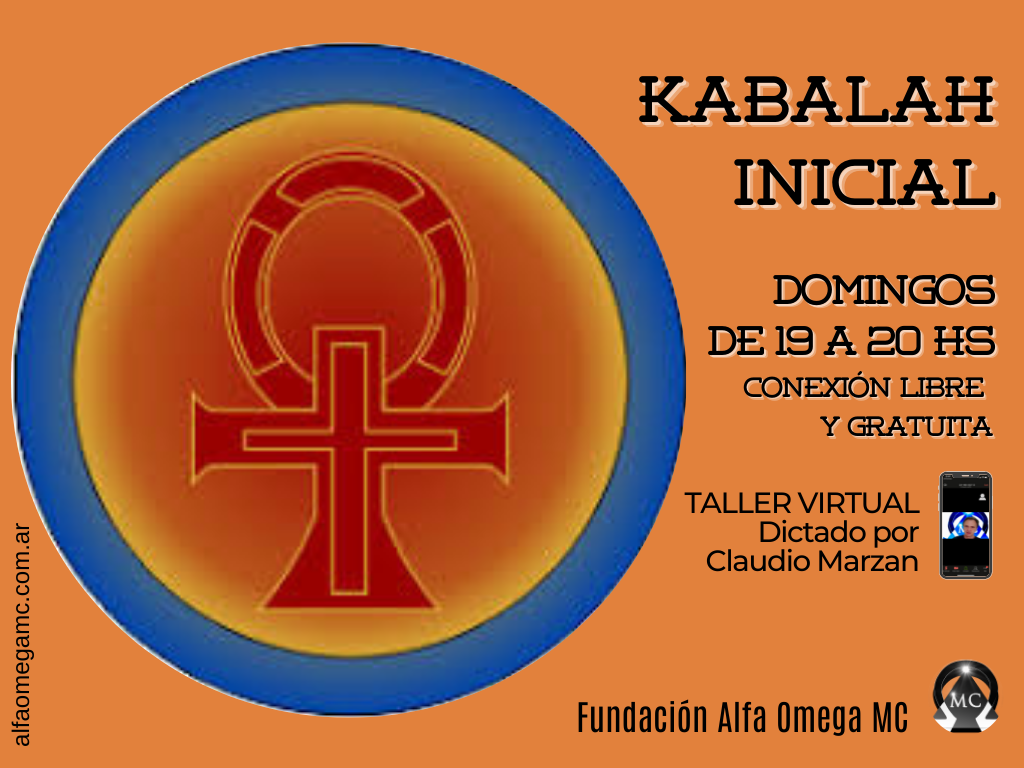 KABALAH
INICIAL
DOMINGOS
DE 19 A 20 HS
CONEXIÓN LIBRE
Y GRATUITA
TALLER VIRTUAL
Dictado por
Claudio Marzan
alfaomegamc.com.ar
Fundación Alfa Omega MC
MC